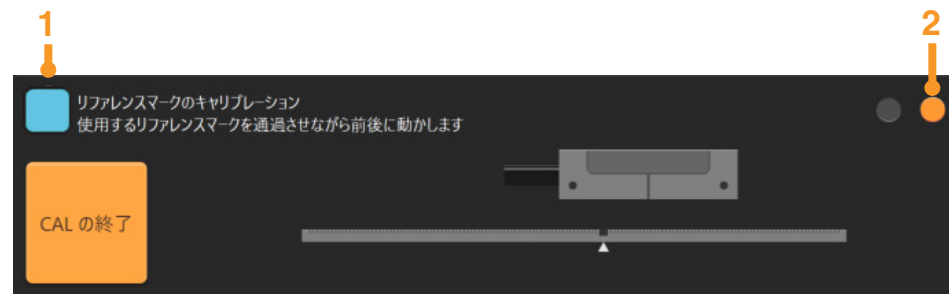 1
2
リファレンスマークのキャリブレーション
使用するリファレンスマークを通過させながら前後に動かします
CAL の終了